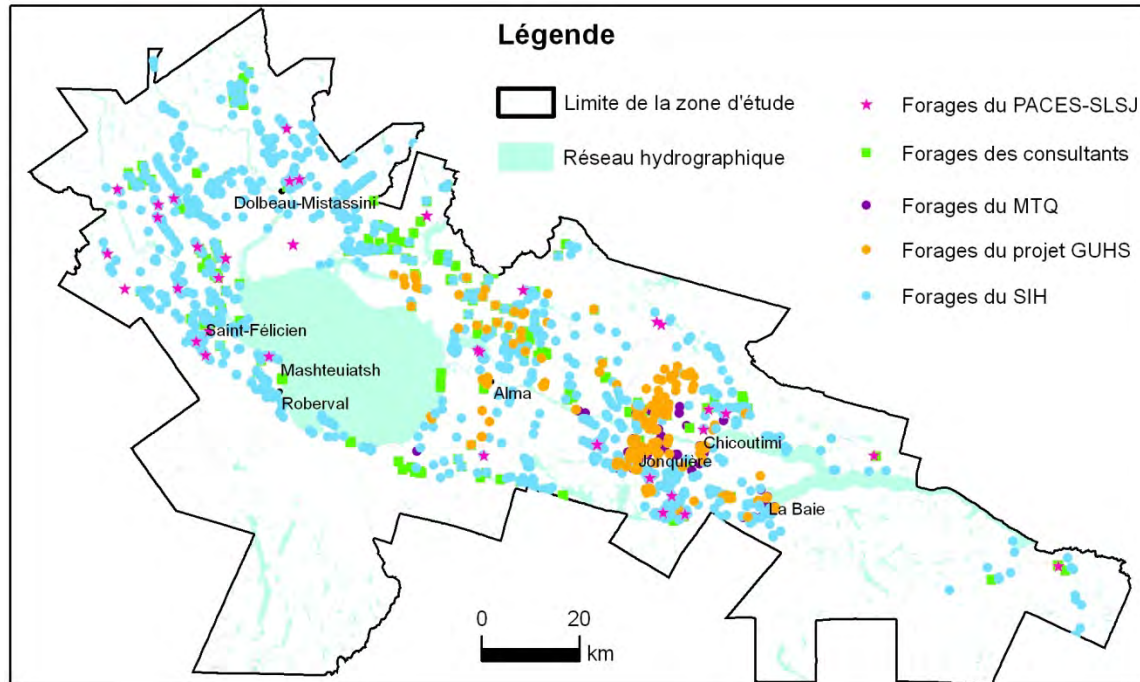 Légende
Limite de la zone d'étude
Réseau hydrographique
Forages du PACES-SLSJ
Forages des consultants
Forages du MTQ
Forages du projet GUHS
Forages du SIH
Dolbeau-Mistassini
Saint-Félicien
Mashteuiatsh
Roberval
Alma
Chicoutimi
Jonquière
La Baie
0 20
km